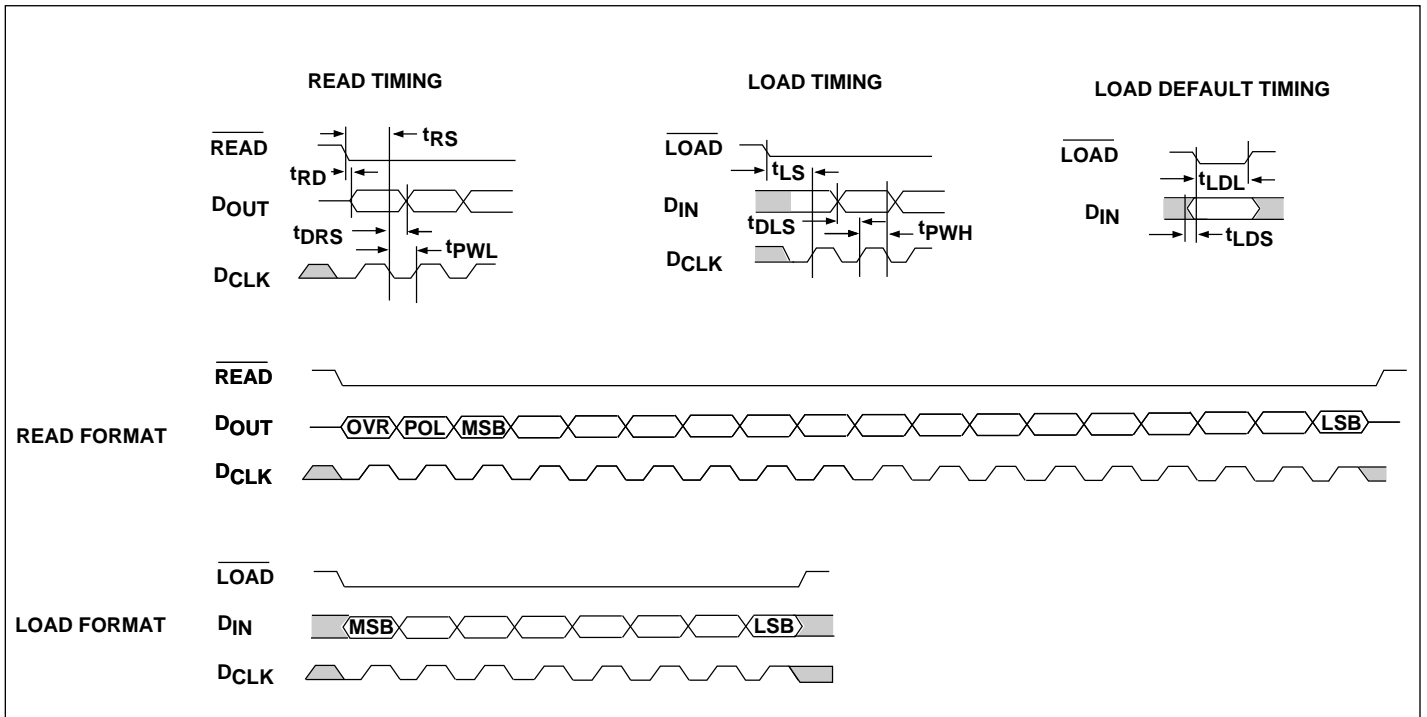 READ TIMING
READ
tRS
tRD
DOUT
tDRS
tPWL
DCLK
LOAD TIMING
LOAD
tLS
DIN
tDLS
tPWH
DCLK
LOAD DEFAULT TIMING
LOAD
tLDL
DIN
tLDS
READ FORMAT
READ
DOUT
OVR POL MSB LSB
DCLK
LOAD FORMAT
LOAD
DIN
MSB LSB
DCLK